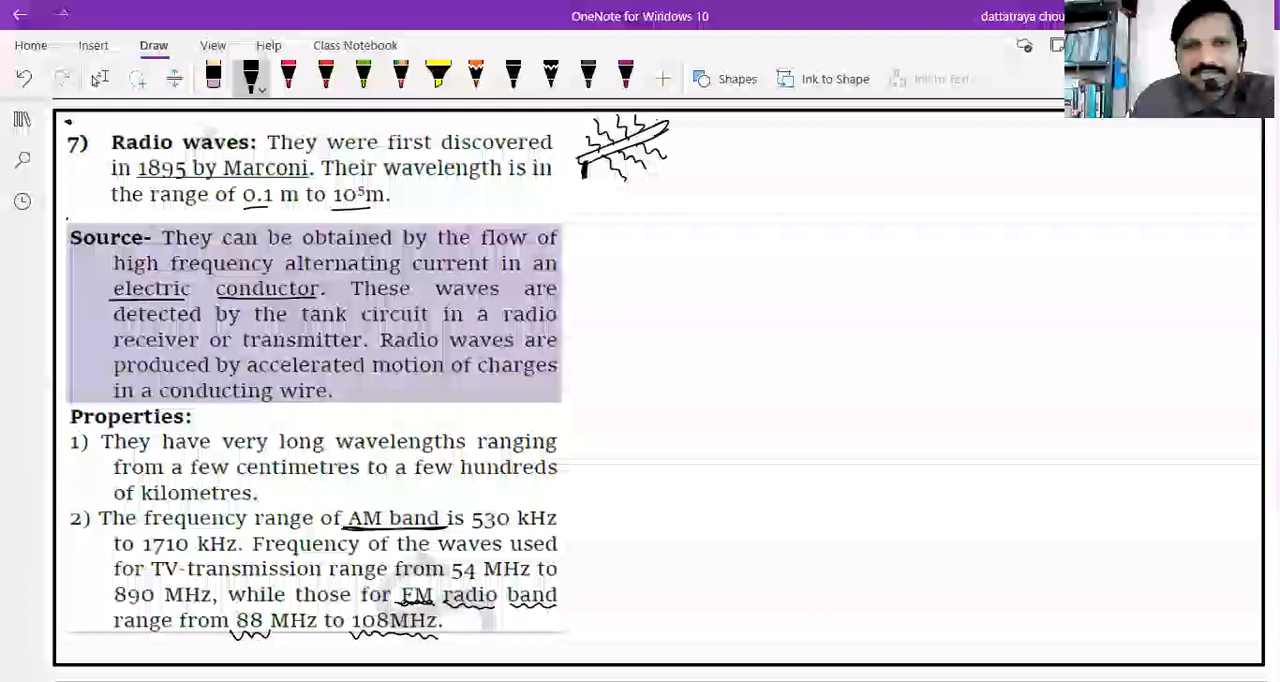 OneNote for Windows 10
dattatraya chou
Home Insert Draw View Help Class Notebook
Shapes Ink to Shape Ink to Text
7) Radio waves: They were first discovered
in 1895 by Marconi. Their wavelength is in
the range of 0.1 m to 10⁵m.
Source- They can be obtained by the flow of
high frequency alternating current in an
electric conductor. These waves are
detected by the tank circuit in a radio
receiver or transmitter. Radio waves are
produced by accelerated motion of charges
in a conducting wire.
Properties:
1) They have very long wavelengths ranging
from a few centimetres to a few hundreds
of kilometres.
2) The frequency range of AM band is 530 kHz
to 1710 kHz. Frequency of the waves used
for TV-transmission range from 54 MHz to
890 MHz, while those for FM radio band
range from 88 MHz to 108MHz.